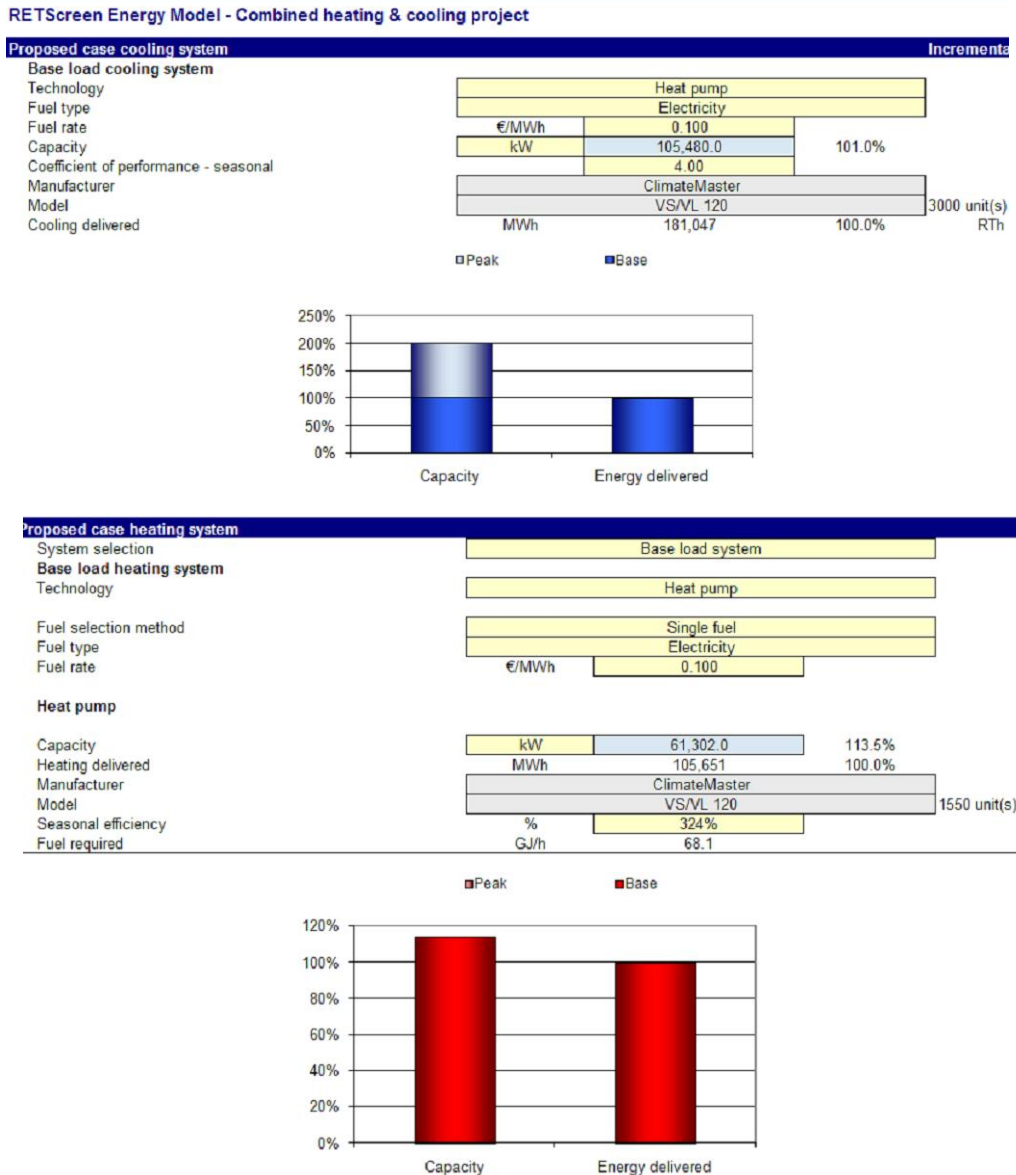 RETScreen Energy Model - Combined heating & cooling project
Proposed case cooling system Incrementa
Base load cooling system
Technology Heat pump
Fuel type Electricity
Fuel rate €/MWh 0.100
Capacity kW 105,480.0 101.0%
Coefficient of performance - seasonal 4.00
Manufacturer ClimateMaster
Model VS/VL 120 3000 unit(s)
Cooling delivered MWh 181,047 100.0% RTh
Peak Base
250%
200%
150%
100%
50%
0%
Capacity Energy delivered
Proposed case heating system
System selection Base load system
Base load heating system
Technology Heat pump
Fuel selection method Single fuel
Fuel type Electricity
Fuel rate €/MWh 0.100
Heat pump
Capacity kW 61,302.0 113.5%
Heating delivered MWh 105,651 100.0%
Manufacturer ClimateMaster
Model VS/VL 120 1550 unit(s)
Seasonal efficiency % 324%
Fuel required GJ/h 68.1
Peak Base
120%
100%
80%
60%
40%
20%
0%
Capacity Energy delivered